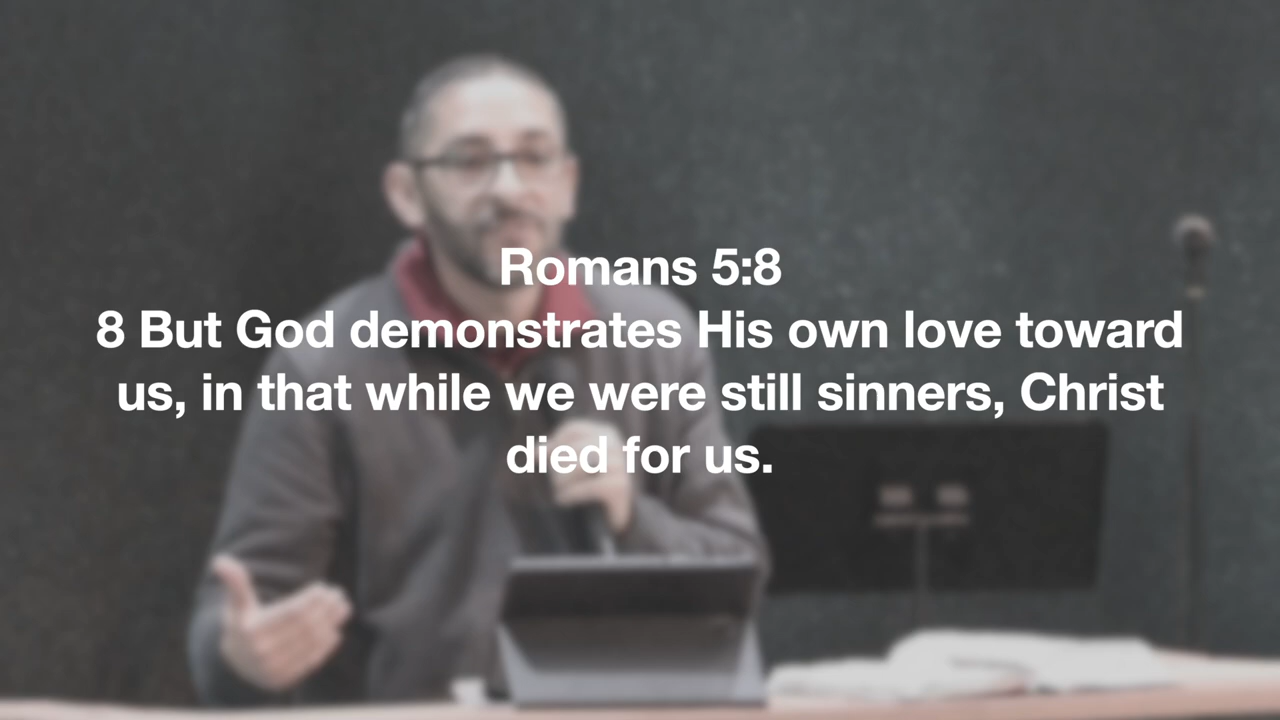 Romans 5:8
8 But God demonstrates His own love toward
us, in that while we were still sinners, Christ
died for us.